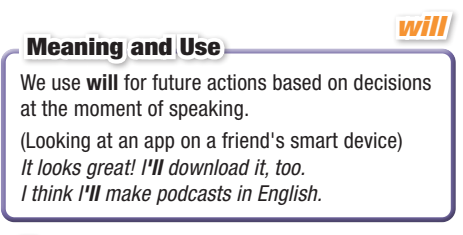 will
Meaning and Use
We use will for future actions based on decisions
at the moment of speaking.
(Looking at an app on a friend's smart device)
It looks great! I'll download it, too.
I think I'll make podcasts in English.